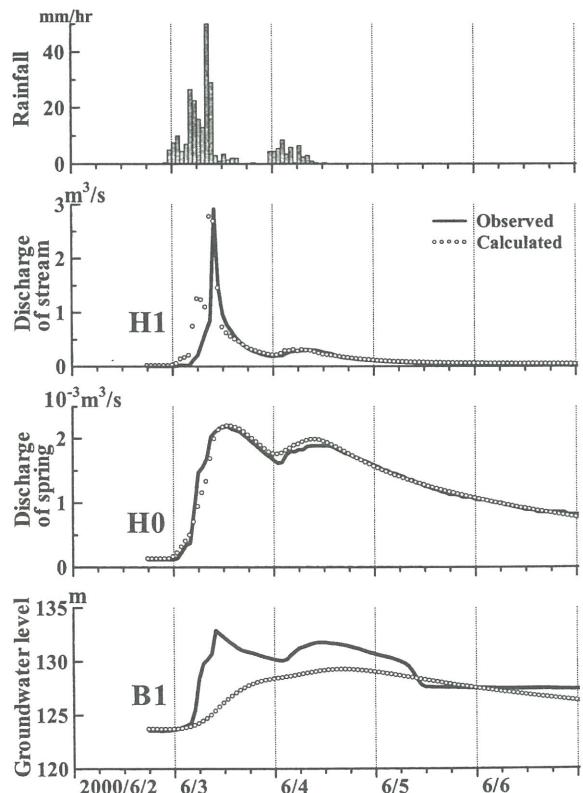 mm/hr
40
20
0
Rainfall
m³/s
3
2
1
0
Discharge
of stream
H1
Observed
Calculated
10⁻³m³/s
2
1
0
Discharge
of spring
H0
m
135
130
125
120
Groundwater level
B1
2000/6/2 6/3 6/4 6/5 6/6